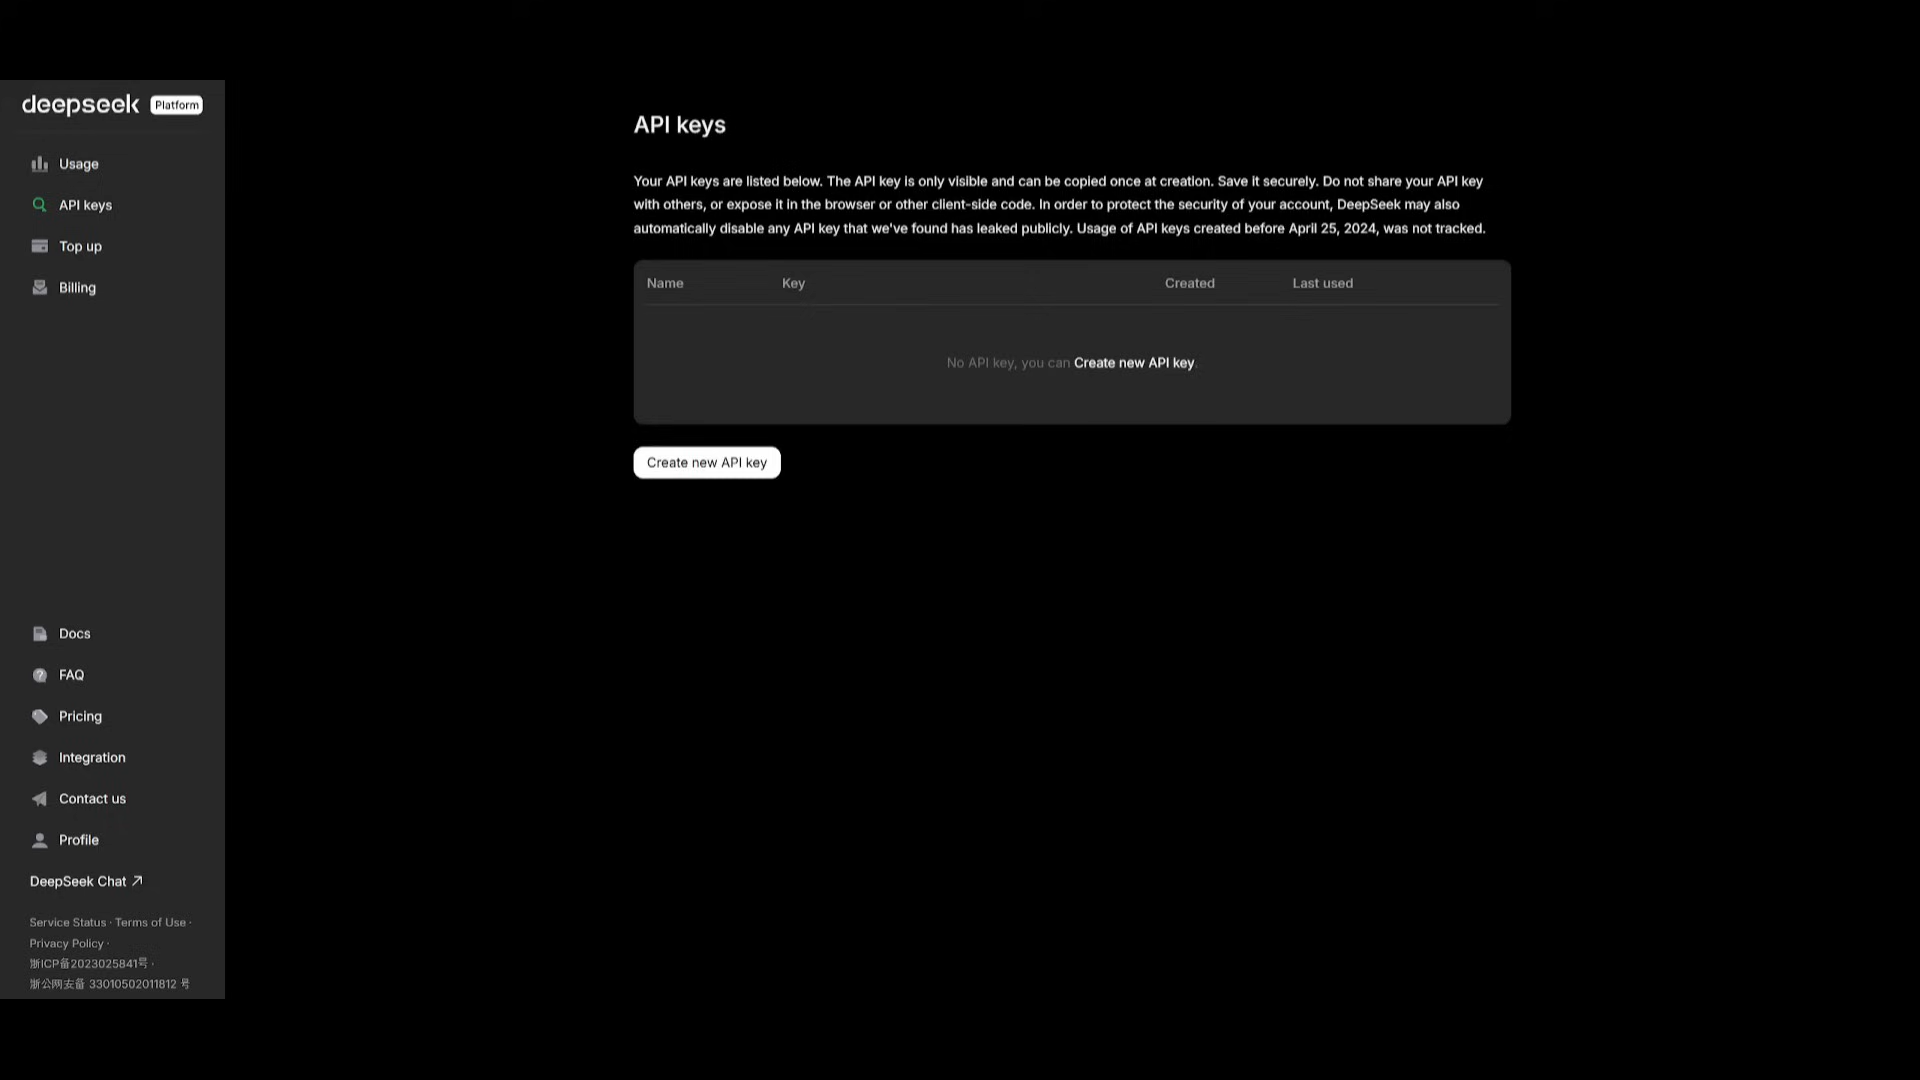 deepseek Platform
Usage
API keys
Top up
Billing
Docs
FAQ
Pricing
Integration
Contact us
Profile
DeepSeek Chat
Service Status · Terms of Use ·
Privacy Policy ·
浙ICP备2023025841号 ·
浙公网安备 33010502011812 号
API keys
Your API keys are listed below. The API key is only visible and can be copied once at creation. Save it securely. Do not share your API key
with others, or expose it in the browser or other client-side code. In order to protect the security of your account, DeepSeek may also
automatically disable any API key that we've found has leaked publicly. Usage of API keys created before April 25, 2024, was not tracked.
Name Key Created Last used
No API key, you can Create new API key.
Create new API key